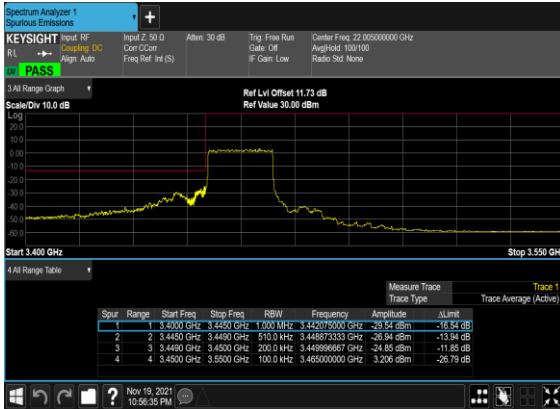 Spectrum Analyzer 1
Spurious Emissions
KEYSIGHT Input: RF Input Z: 50 Ω Atten: 30 dB Trig: Free Run Center Freq: 22.005000000 GHz
RL Coupling: DC Corr CCorr Gate: Off Avg|Hold: 100/100
Align: Auto Freq Ref: Int (S) IF Gain: Low Radio Std: None
PASS
3 All Range Graph
Ref Lvl Offset 11.73 dB
Scale/Div 10.0 dB Ref Value 30.00 dBm
Log
20.0
10.0
0.00
-10.0
-20.0
-30.0
-40.0
-50.0
-60.0
Start 3.400 GHz Stop 3.550 GH
4 All Range Table
Measure Trace Trace 1
Trace Type Trace Average (Active)
Spur Range Start Freq Stop Freq RBW Frequency Amplitude ΔLimit
1 1 3.4000 GHz 3.4450 GHz 1.000 MHz 3.442075000 GHz -29.54 dBm -16.54 dB
2 2 3.4450 GHz 3.4490 GHz 510.0 kHz 3.448873333 GHz -26.94 dBm -13.94 dB
3 3 3.4490 GHz 3.4500 GHz 200.0 kHz 3.449996667 GHz -24.85 dBm -11.85 dB
4 4 3.4500 GHz 3.5500 GHz 100.0 kHz 3.465000000 GHz 3.206 dBm -26.79 dB
Nov 19, 2021
10:56:35 PM